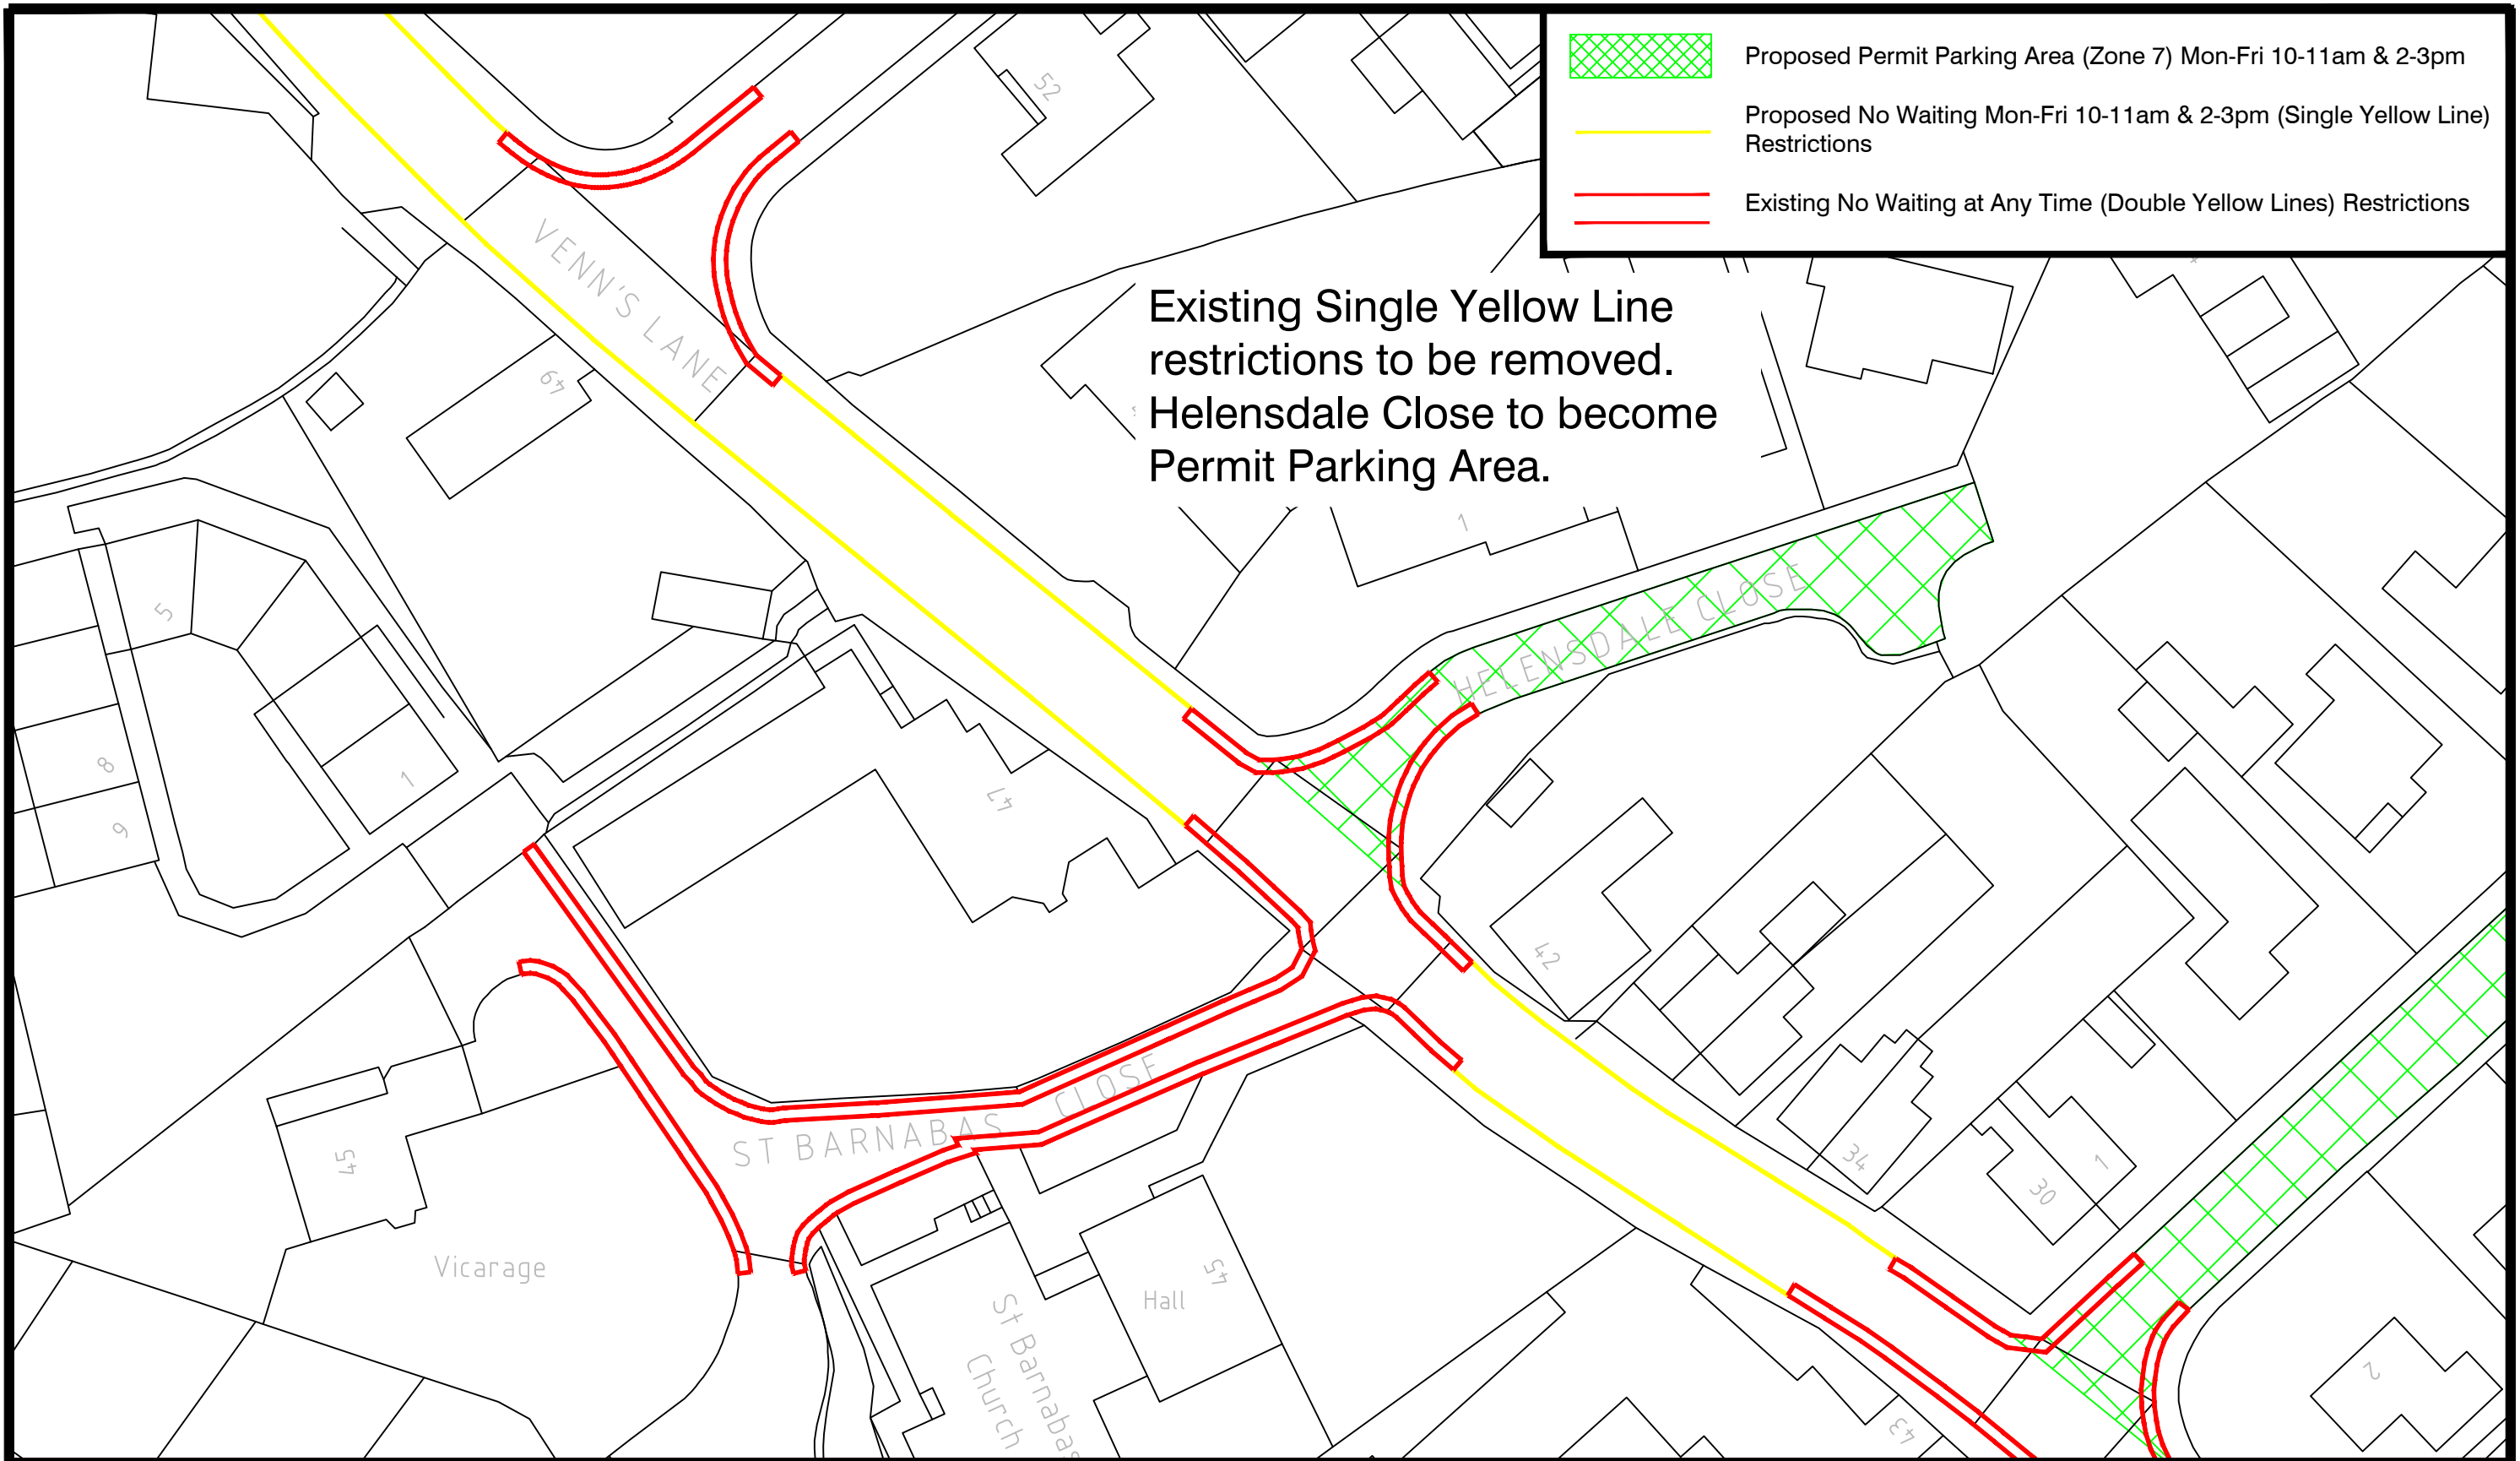 Proposed Permit Parking Area (Zone 7) Mon-Fri 10-11am & 2-3pm
Proposed No Waiting Mon-Fri 10-11am & 2-3pm (Single Yellow Line)
Restrictions
Existing No Waiting at Any Time (Double Yellow Lines) Restrictions
52
VENN'S LANE
Existing Single Yellow Line
restrictions to be removed.
Helensdale Close to become
Permit Parking Area.
49
1
HELENSDALE CLOSE
5
8
1
9
47
42
ST BARNABAS CLOSE
45
34
1
30
Vicarage
Hall
45
St Barnabas
Church
2
43